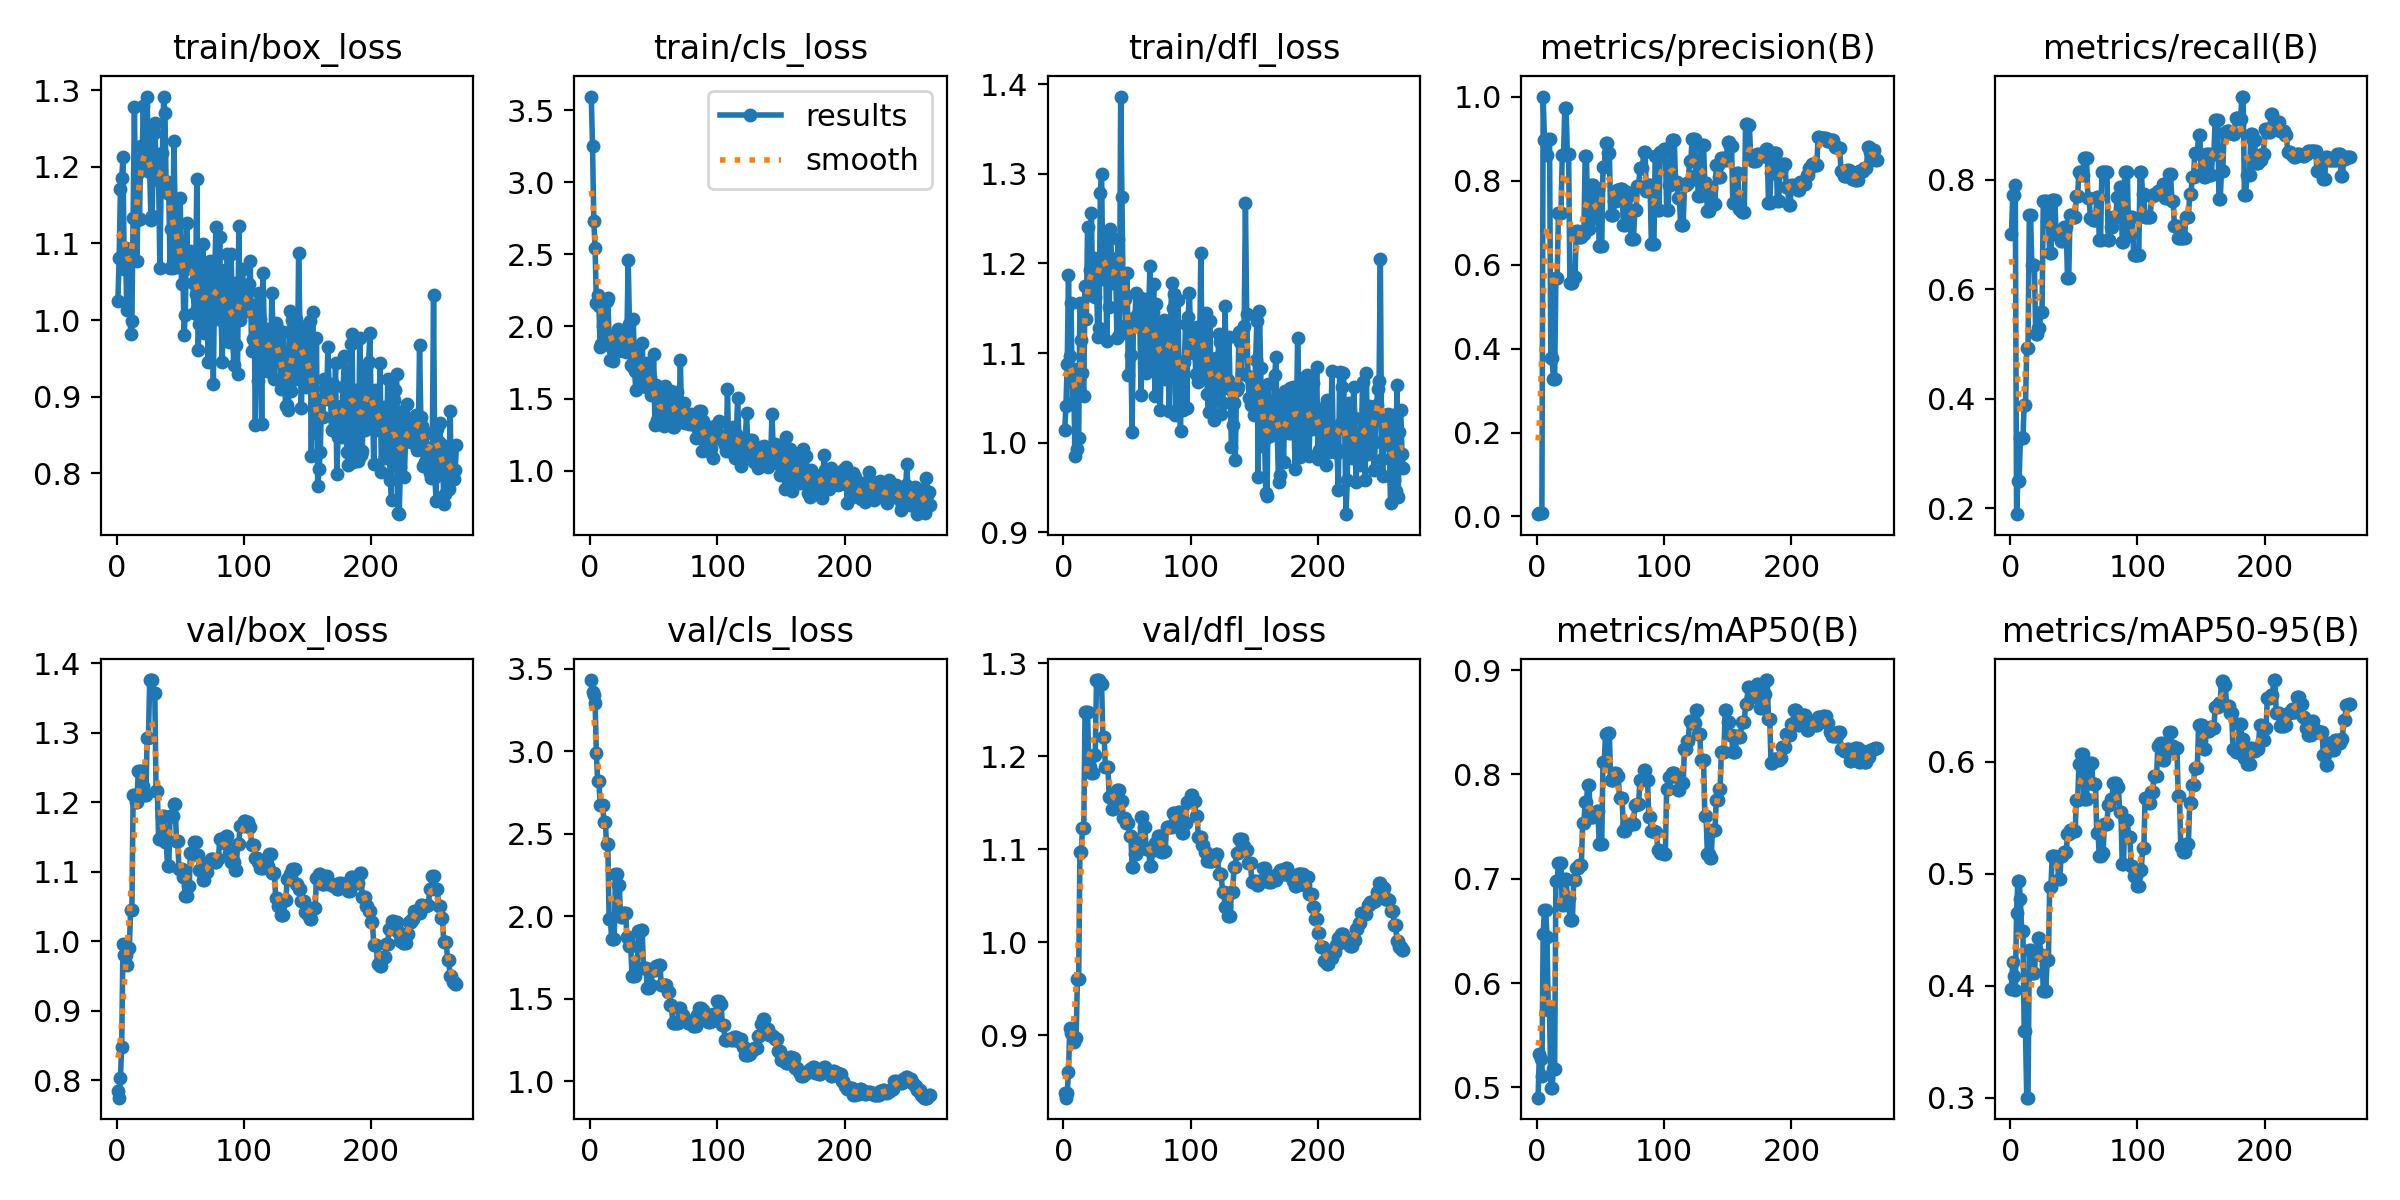 train/box_loss
train/cls_loss
train/dfl_loss
metrics/precision(B)
metrics/recall(B)
1.3
1.2
1.1
1.0
0.9
0.8
0 100 200
results
smooth
3.5
3.0
2.5
2.0
1.5
1.0
0 100 200
1.4
1.3
1.2
1.1
1.0
0.9
0 100 200
1.0
0.8
0.6
0.4
0.2
0.0
0 100 200
0.8
0.6
0.4
0.2
0 100 200
val/box_loss
val/cls_loss
val/dfl_loss
metrics/mAP50(B)
metrics/mAP50-95(B)
1.4
1.3
1.2
1.1
1.0
0.9
0.8
0 100 200
3.5
3.0
2.5
2.0
1.5
1.0
0 100 200
1.3
1.2
1.1
1.0
0.9
0 100 200
0.9
0.8
0.7
0.6
0.5
0 100 200
0.6
0.5
0.4
0.3
0 100 200